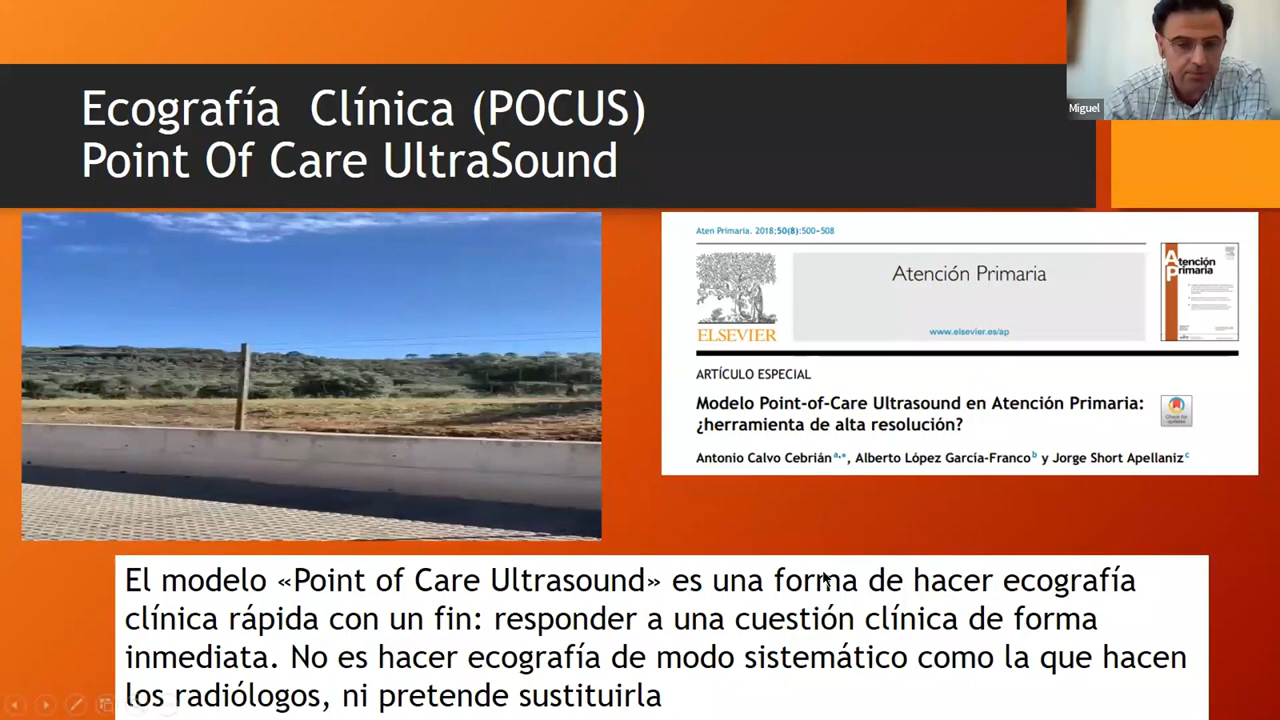 Ecografía Clínica (POCUS)
Point Of Care UltraSound
Miguel
Aten Primaria. 2018;50(8):500-508
ELSEVIER
Atención Primaria
www.elsevier.es/ap
Atención
Primaria
ARTÍCULO ESPECIAL
Modelo Point-of-Care Ultrasound en Atención Primaria:
¿herramienta de alta resolución?
Check for
updates
Antonio Calvo Cebrián a,*, Alberto López García-Franco b y Jorge Short Apellaniz c
El modelo «Point of Care Ultrasound» es una forma de hacer ecografía
clínica rápida con un fin: responder a una cuestión clínica de forma
inmediata. No es hacer ecografía de modo sistemático como la que hacen
los radiólogos, ni pretende sustituirla